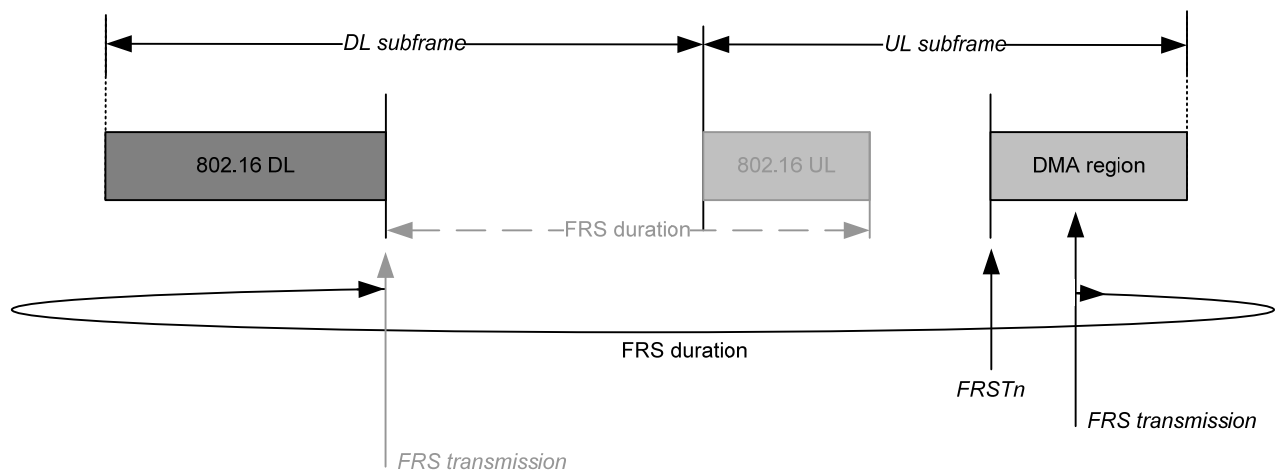 DL subframe
UL subframe
802.16 DL
802.16 UL
DMA region
FRS duration
FRS duration
FRSTn
FRS transmission
FRS transmission